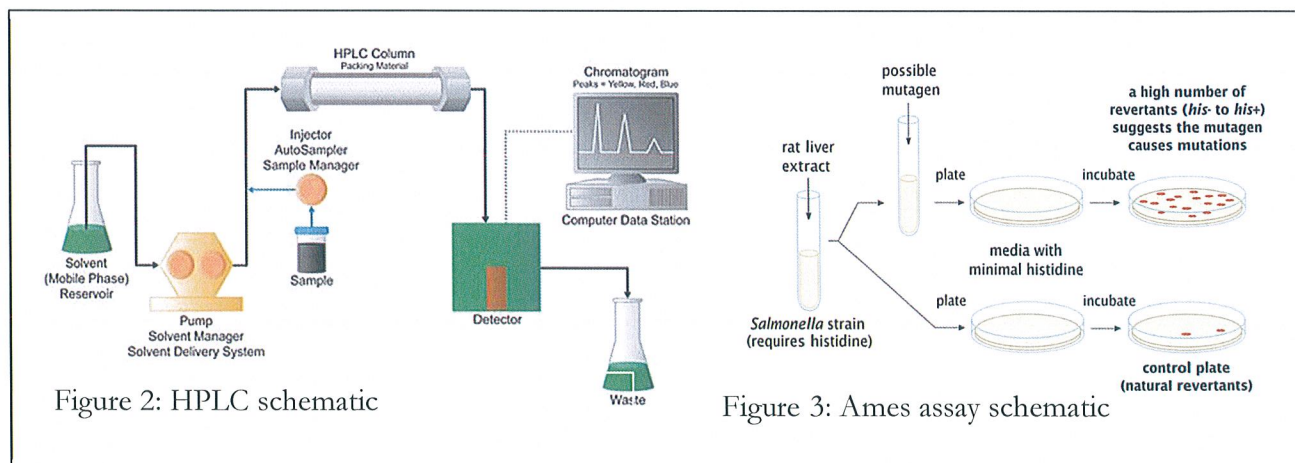 HPLC Column
Packing Material
Chromatogram
Peaks = Yellow, Red, Blue
Injector
AutoSampler
Sample Manager
Solvent
(Mobile Phase)
Reservoir
Sample
Computer Data Station
Pump
Solvent Manager
Solvent Delivery System
Detector
Waste
Figure 2: HPLC schematic
possible
mutagen
a high number of
revertants (his- to his+)
suggests the mutagen
causes mutations
rat liver
extract
plate
incubate
media with
minimal histidine
plate
incubate
Salmonella strain
(requires histidine)
control plate
(natural revertants)
Figure 3: Ames assay schematic